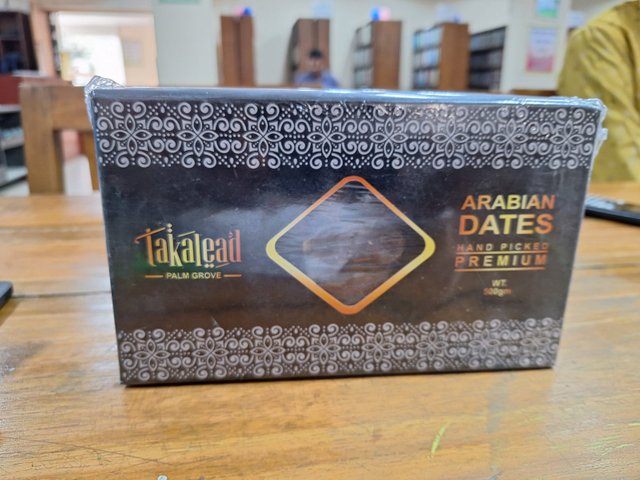 Takalead
PALM GROVE
ARABIAN
DATES
HAND PICKED
PREMIUM
WT.
500gm